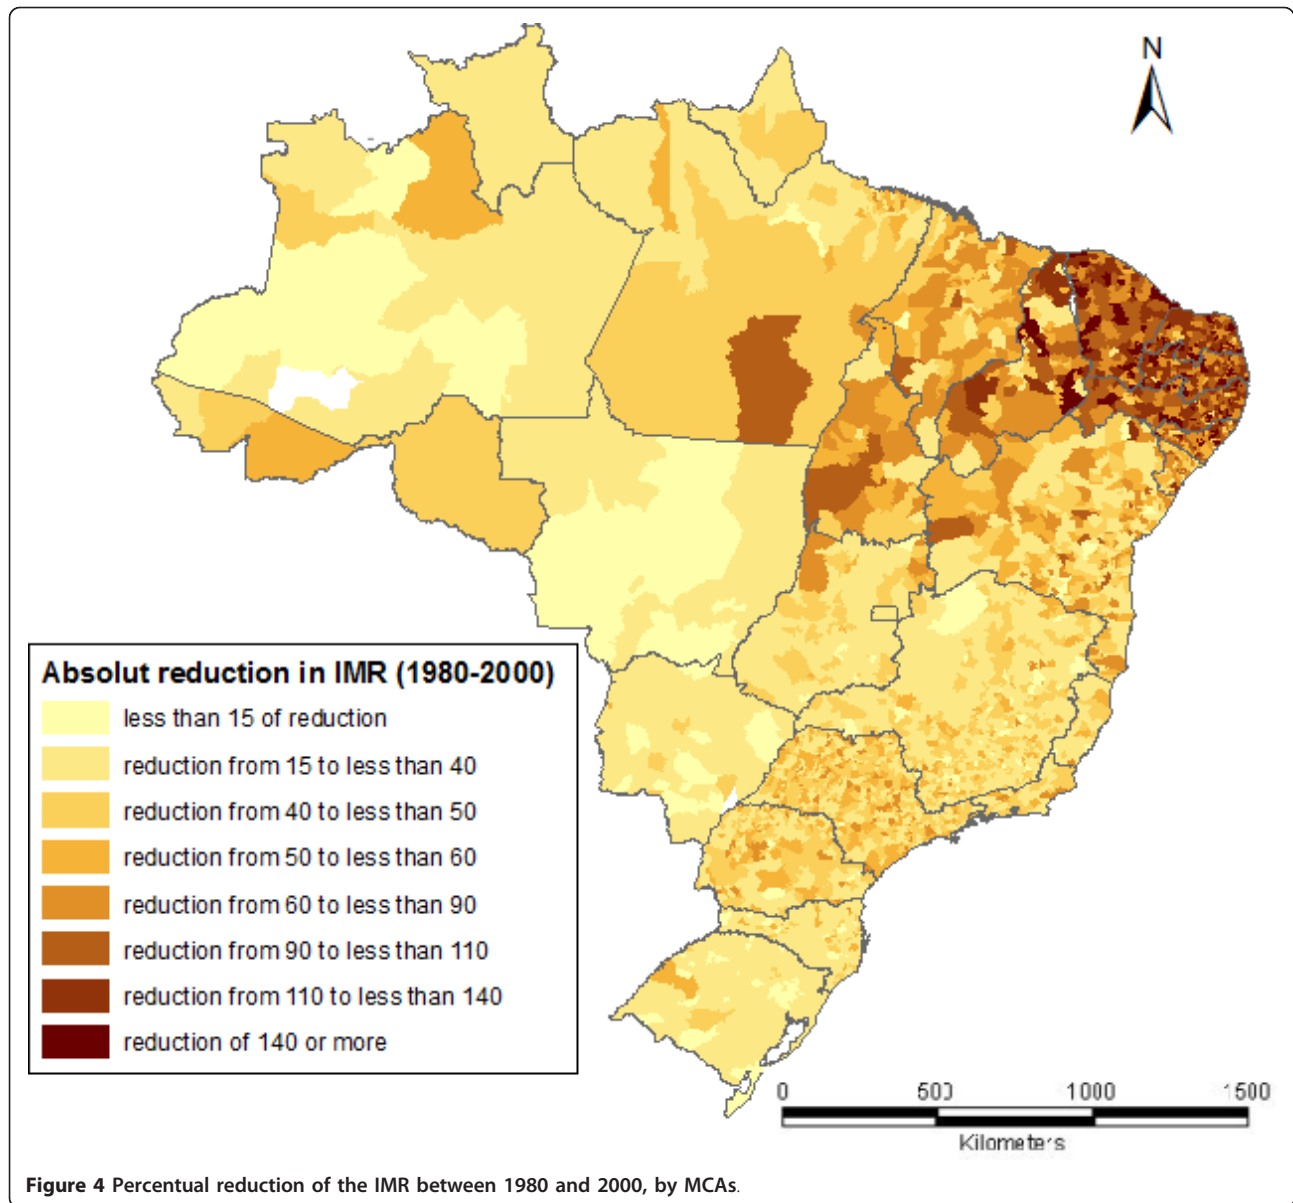 N
Absolut reduction in IMR (1980-2000)
less than 15 of reduction
reduction from 15 to less than 40
reduction from 40 to less than 50
reduction from 50 to less than 60
reduction from 60 to less than 90
reduction from 90 to less than 110
reduction from 110 to less than 140
reduction of 140 or more
0 500 1000 1500
Kilometers
Figure 4 Percentual reduction of the IMR between 1980 and 2000, by MCAs.